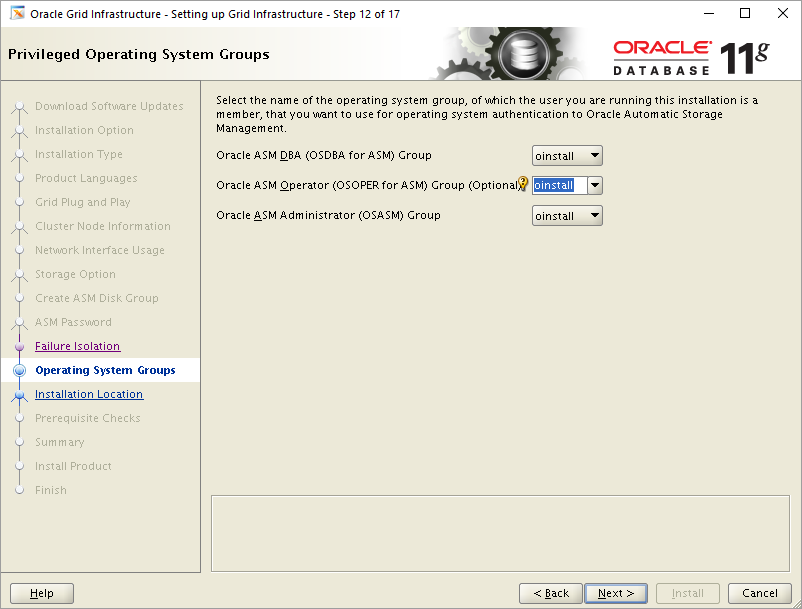 Oracle Grid Infrastructure - Setting up Grid Infrastructure - Step 12 of 17
Privileged Operating System Groups
ORACLE
DATABASE 11g
Download Software Updates
Installation Option
Installation Type
Product Languages
Grid Plug and Play
Cluster Node Information
Network Interface Usage
Storage Option
Create ASM Disk Group
ASM Password
Failure Isolation
Operating System Groups
Installation Location
Prerequisite Checks
Summary
Install Product
Finish
Select the name of the operating system group, of which the user you are running this installation is a
member, that you want to use for operating system authentication to Oracle Automatic Storage
Management.
Oracle ASM DBA (OSDBA for ASM) Group oinstall
Oracle ASM Operator (OSOPER for ASM) Group (Optional) oinstall
Oracle ASM Administrator (OSASM) Group oinstall
Help < Back Next > Install Cancel